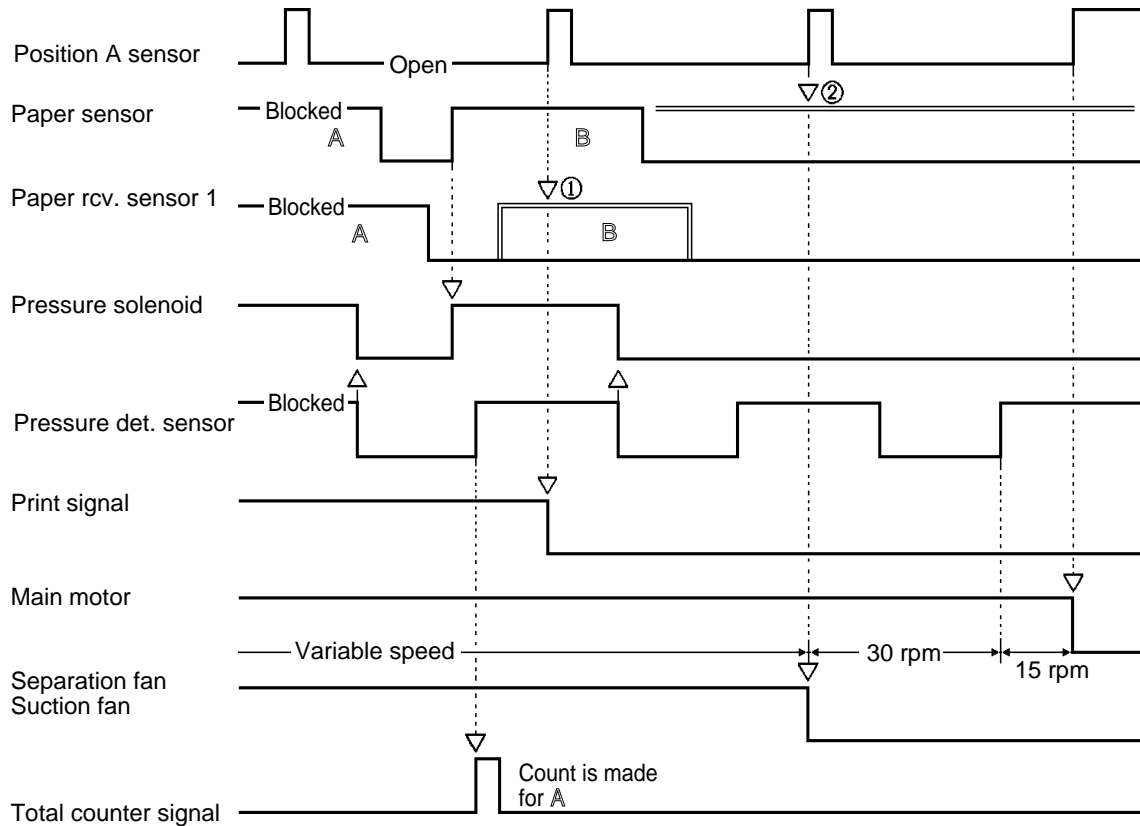 Position A sensor
Open
②
Paper sensor
Blocked
A
B
①
Paper rcv. sensor 1
Blocked
A
B
Pressure solenoid
Blocked
Pressure det. sensor
Print signal
Main motor
Variable speed
30 rpm
15 rpm
Separation fan
Suction fan
Count is made
for A
Total counter signal